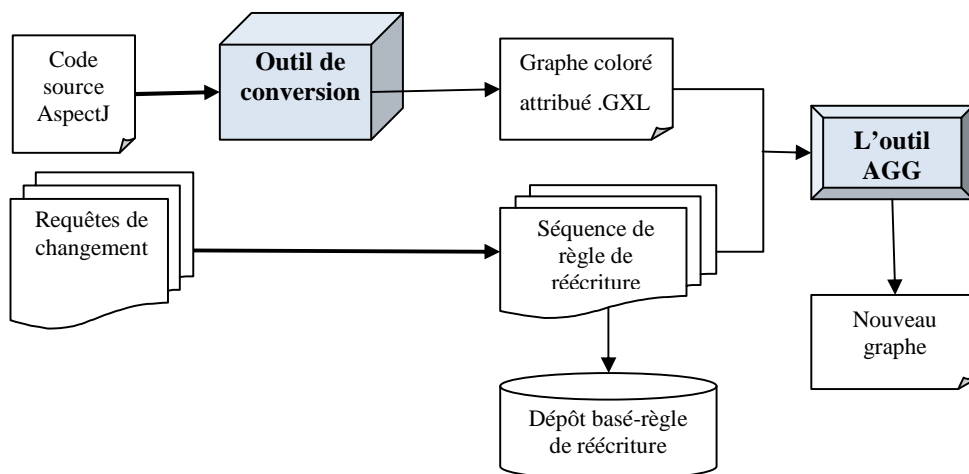 Code
source
AspectJ
Outil de
conversion
Graphe coloré
attribué .GXL
L’outil
AGG
Requêtes de
changement
Séquence de
règle de
réécriture
Nouveau
graphe
Dépôt basé-règle
de réécriture